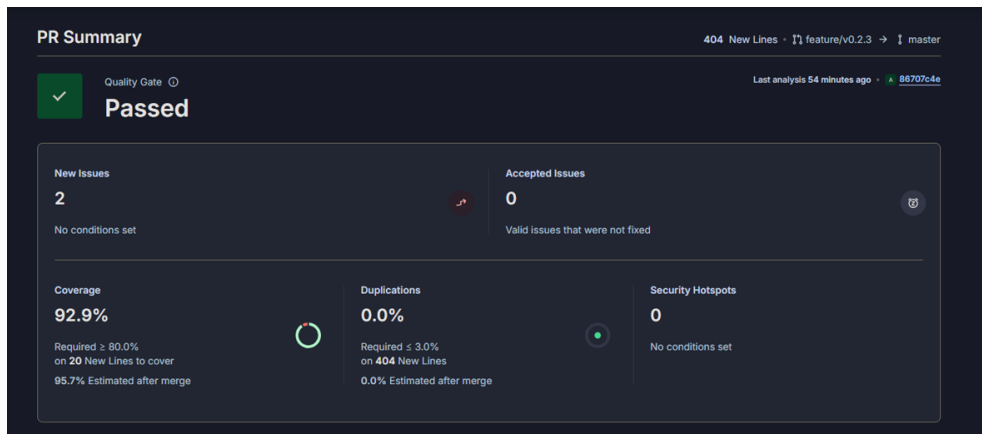 PR Summary
404 New Lines • feature/v0.2.3 → master
Quality Gate
Passed
Last analysis 54 minutes ago • A 86707c4e
New Issues
2
No conditions set
Accepted Issues
0
Valid issues that were not fixed
Coverage
92.9%
Required ≥ 80.0%
on 20 New Lines to cover
95.7% Estimated after merge
Duplications
0.0%
Required ≤ 3.0%
on 404 New Lines
0.0% Estimated after merge
Security Hotspots
0
No conditions set